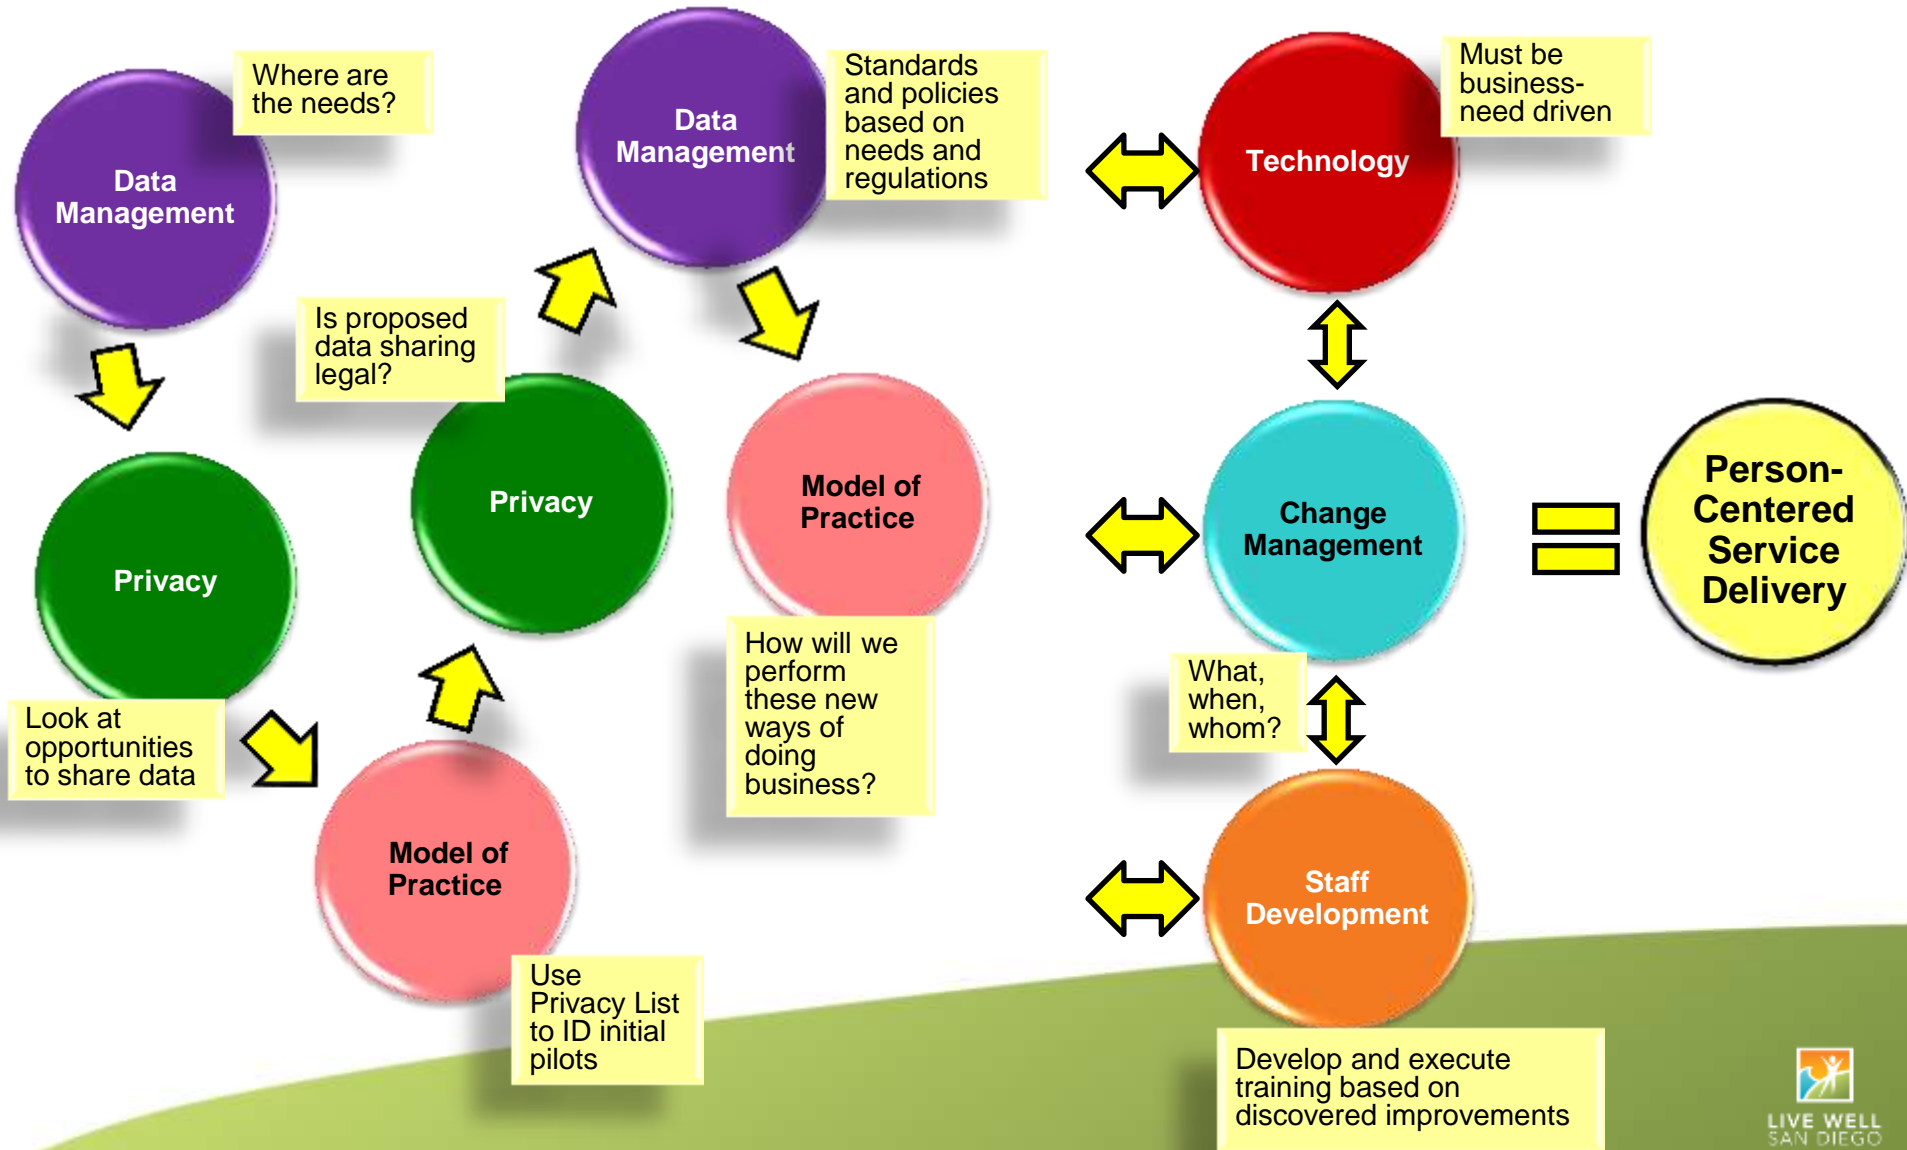 Where are
the needs?
Data
Management
Look at
opportunities
to share data
Privacy
Model of
Practice
Use
Privacy List
to ID initial
pilots
Is proposed
data sharing
legal?
Privacy
Data
Management
Standards
and policies
based on
needs and
regulations
Model of
Practice
How will we
perform
these new
ways of
doing
business?
Technology
Must be
business-
need driven
Change
Management
What,
when,
whom?
Staff
Development
Develop and execute
training based on
discovered improvements
Person-
Centered
Service
Delivery
LIVE WELL
SAN DIEGO